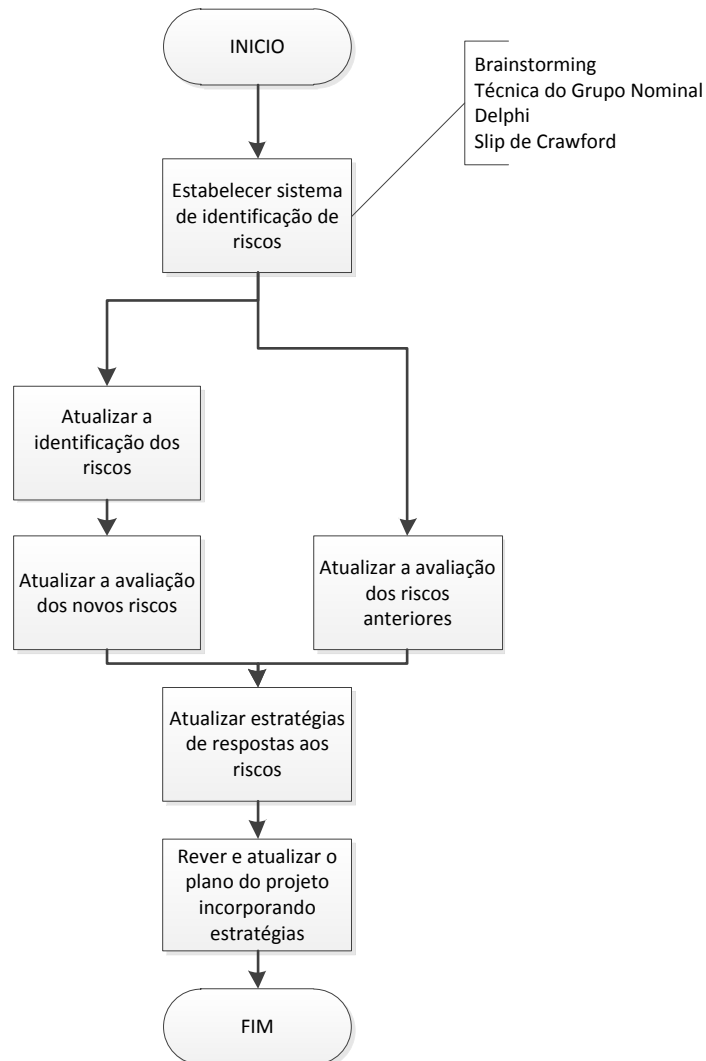 INICIO
Brainstorming
Técnica do Grupo Nominal
Delphi
Slip de Crawford
Estabelecer sistema
de identificação de
riscos
Atualizar a
identificação dos
riscos
Atualizar a avaliação
dos novos riscos
Atualizar a avaliação
dos riscos
anteriores
Atualizar estratégias
de respostas aos
riscos
Rever e atualizar o
plano do projeto
incorporando
estratégias
FIM